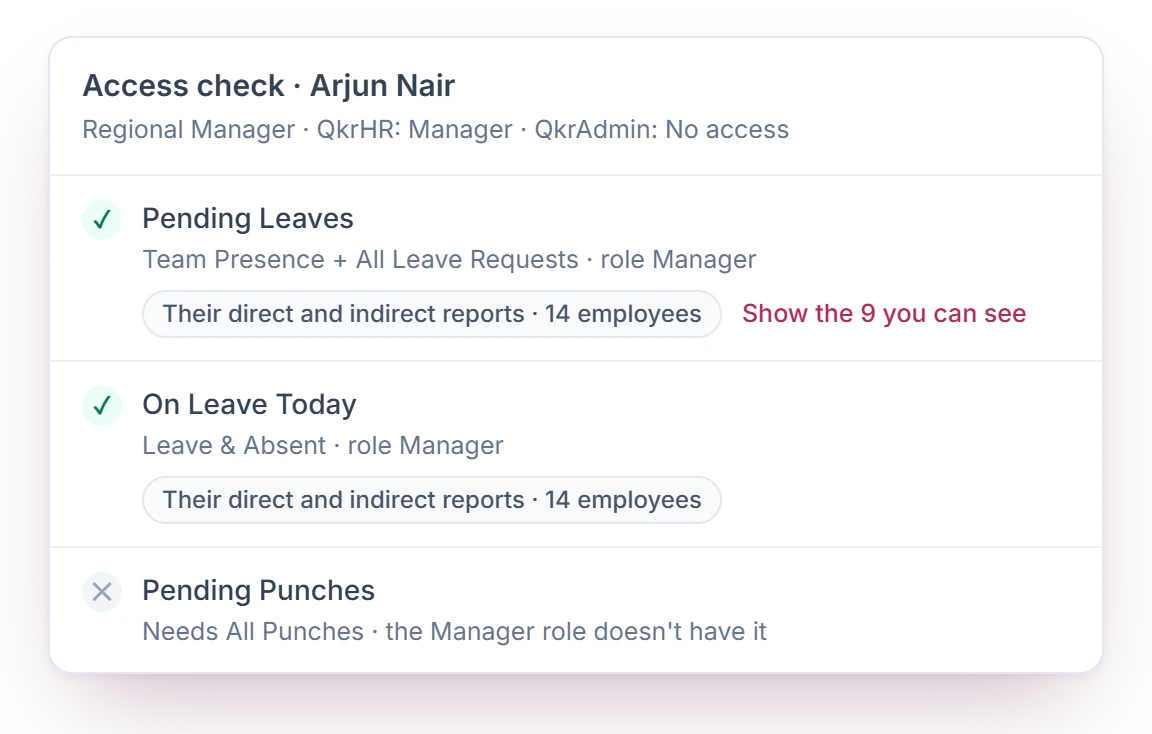 Access check · Arjun Nair
Regional Manager · QkrHR: Manager · QkrAdmin: No access
Pending Leaves
Team Presence + All Leave Requests · role Manager
Their direct and indirect reports · 14 employees Show the 9 you can see
On Leave Today
Leave & Absent · role Manager
Their direct and indirect reports · 14 employees
Pending Punches
Needs All Punches · the Manager role doesn't have it